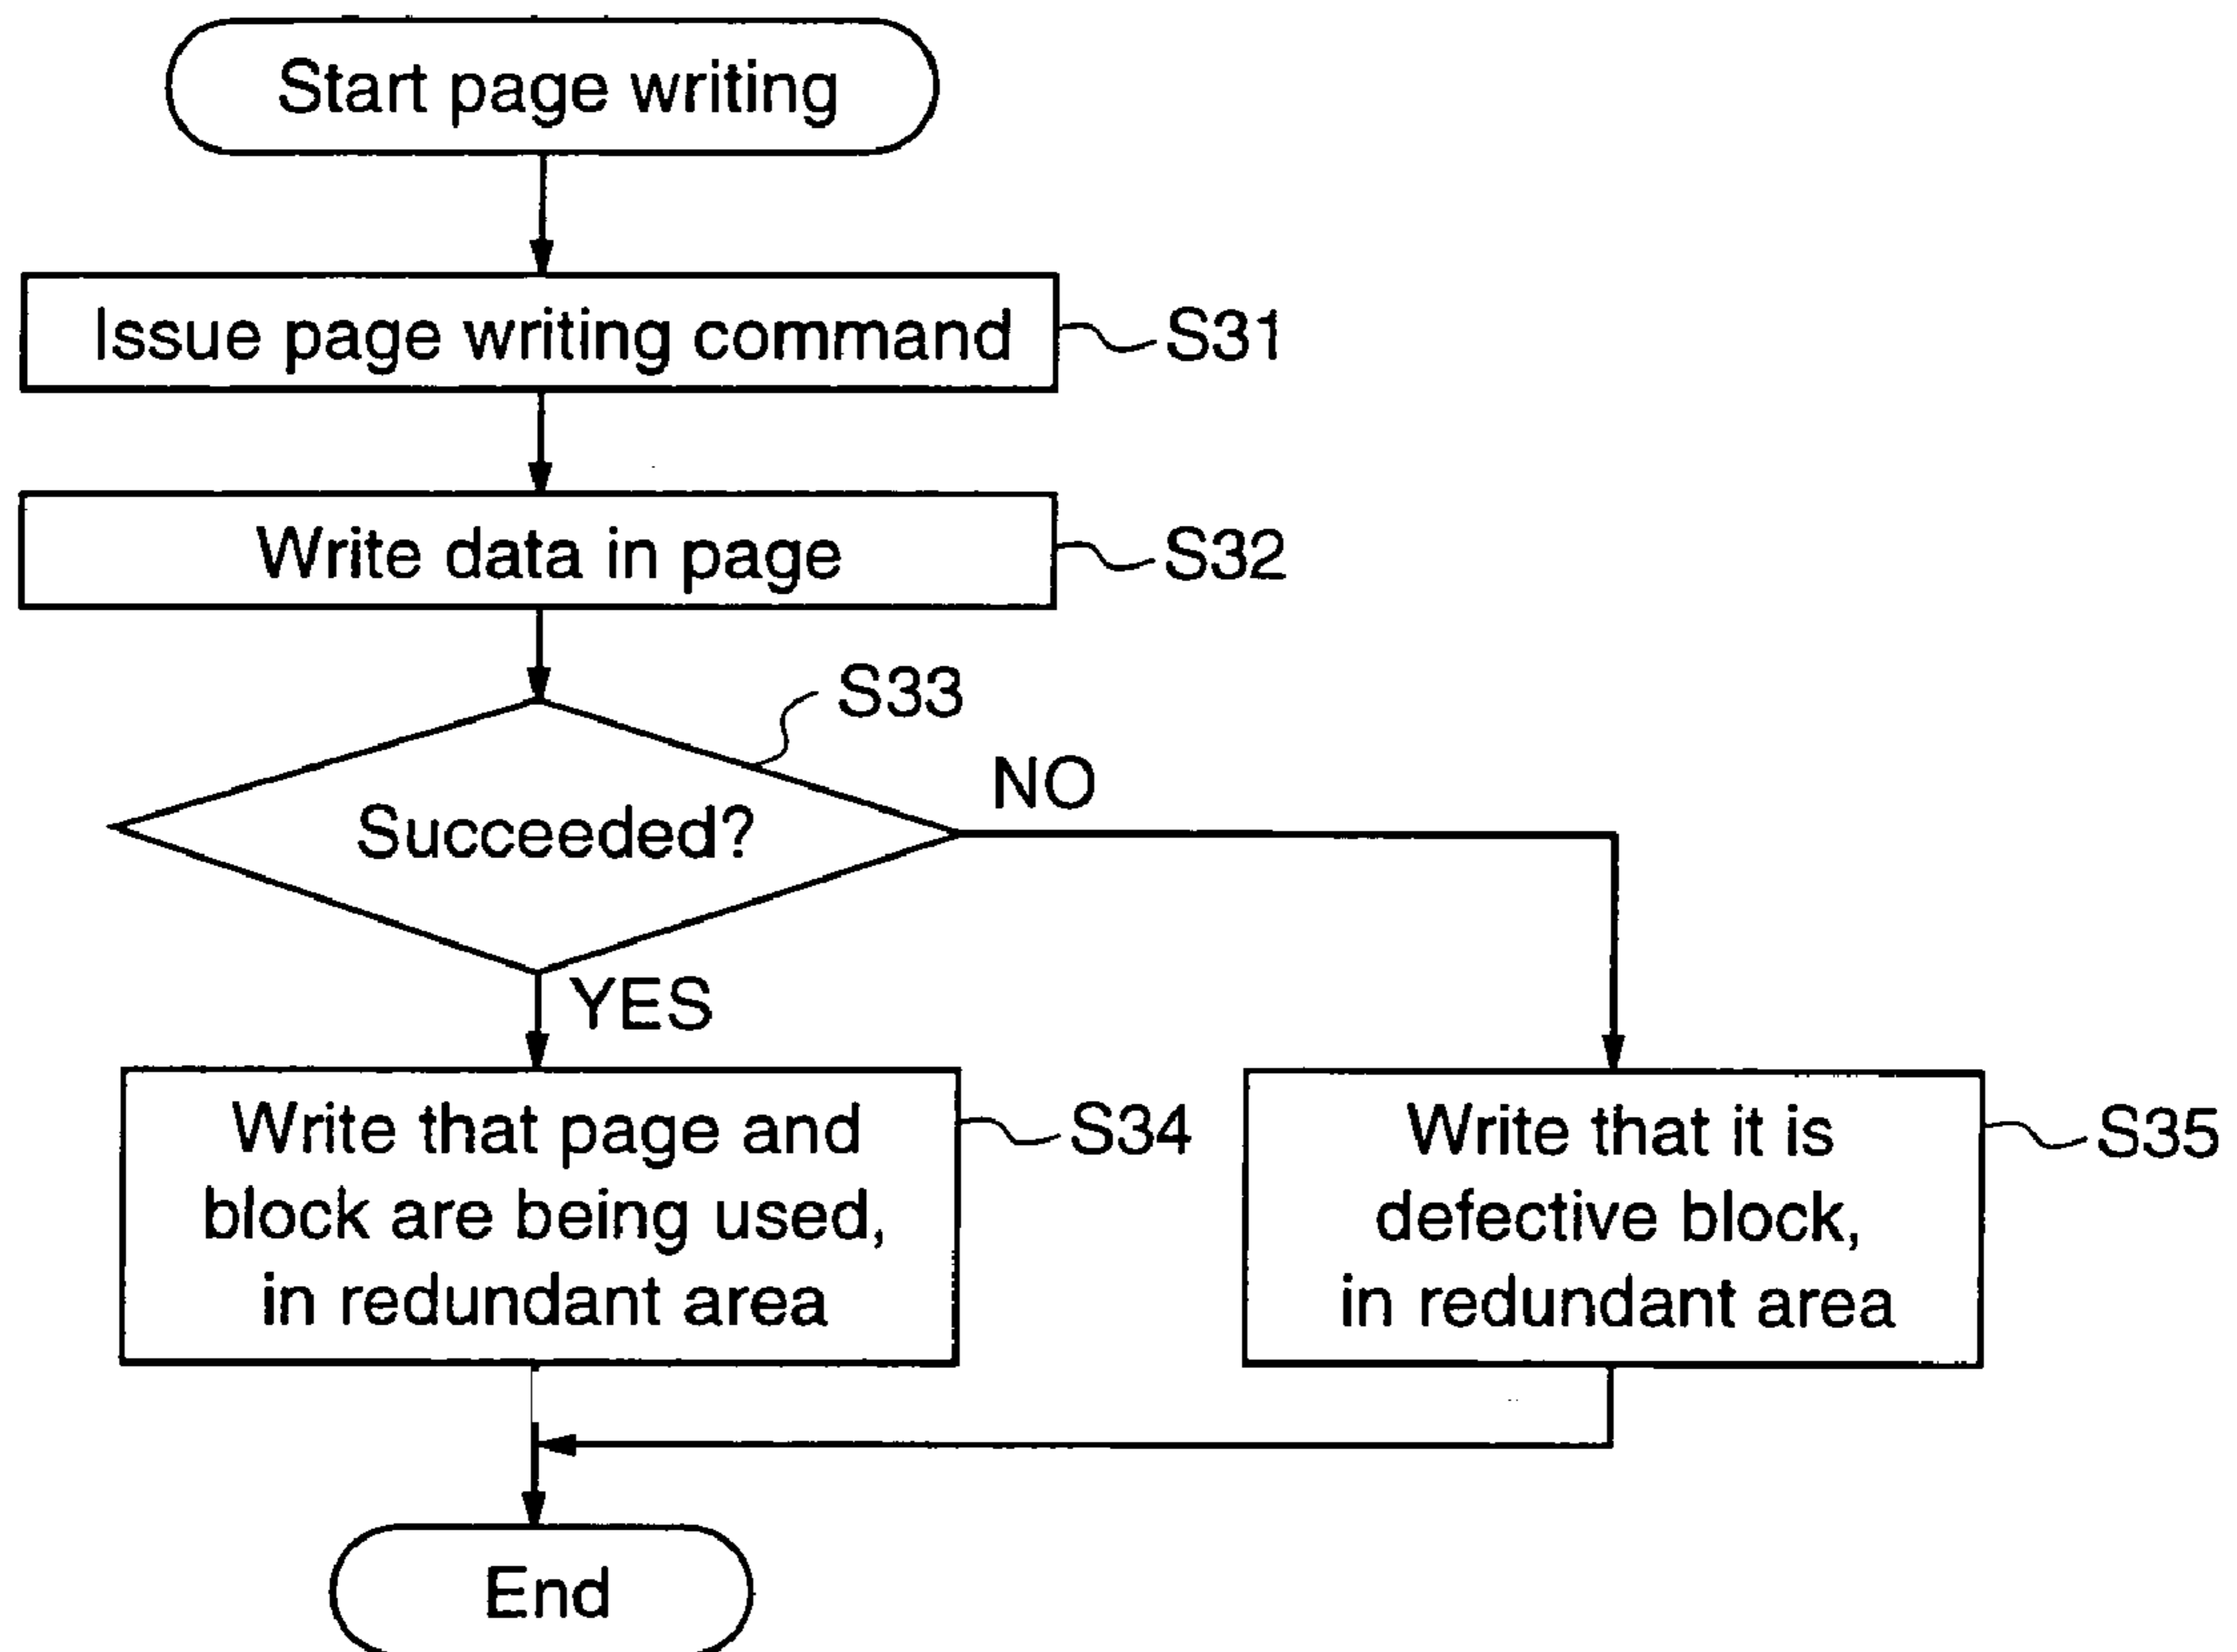 Start page writing
Issue page writing command
S31
Write data in page
S32
S33
Succeeded?
NO
YES
Write that page and
block are being used,
in redundant area
S34
Write that it is
defective block,
in redundant area
S35
End